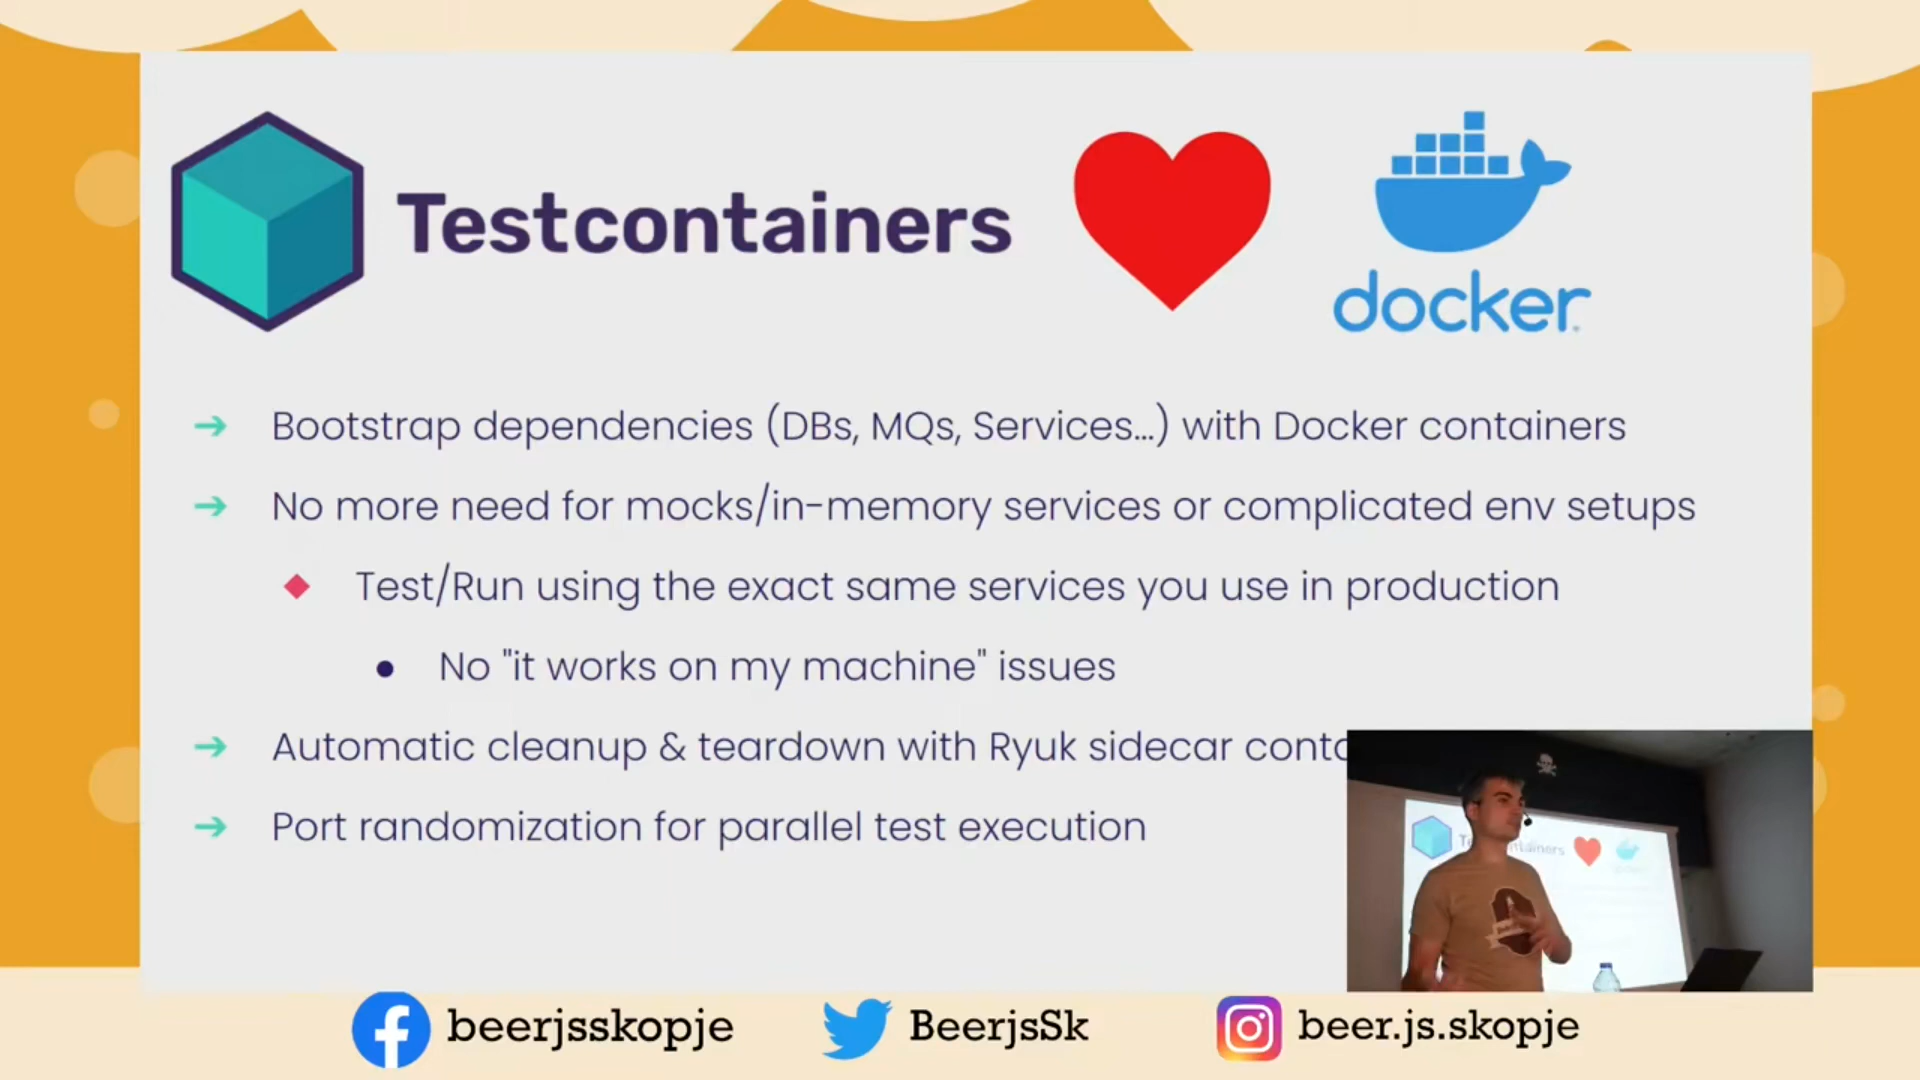 Testcontainers
docker
Bootstrap dependencies (DBs, MQs, Services...) with Docker containers
No more need for mocks/in-memory services or complicated env setups
Test/Run using the exact same services you use in production
No "it works on my machine" issues
Automatic cleanup & teardown with Ryuk sidecar
Port randomization for parallel test execution
beerjsskopje
BeerjsSk
beer.js.skopje